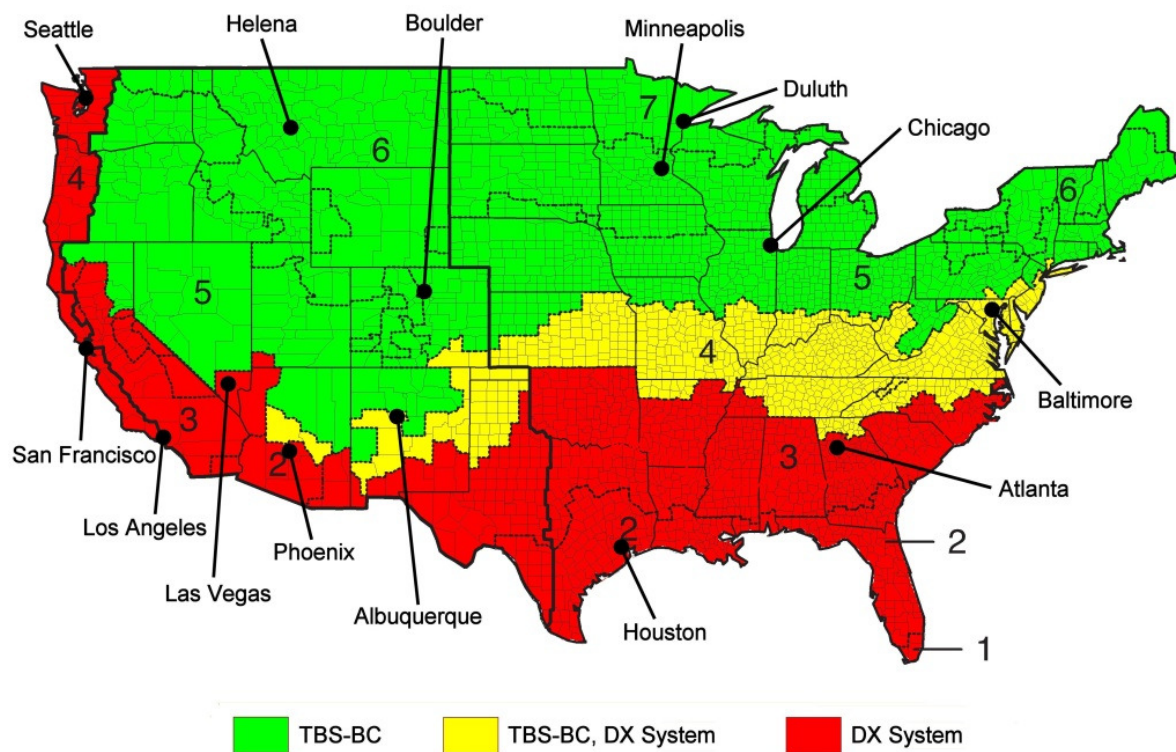 Seattle
Helena
Boulder
Minneapolis
Duluth
Chicago
7
6
4
6
5
5
4
Baltimore
3
2
3
San Francisco
Atlanta
Los Angeles
Phoenix
2
2
Las Vegas
Albuquerque
Houston
1
TBS-BC
TBS-BC, DX System
DX System